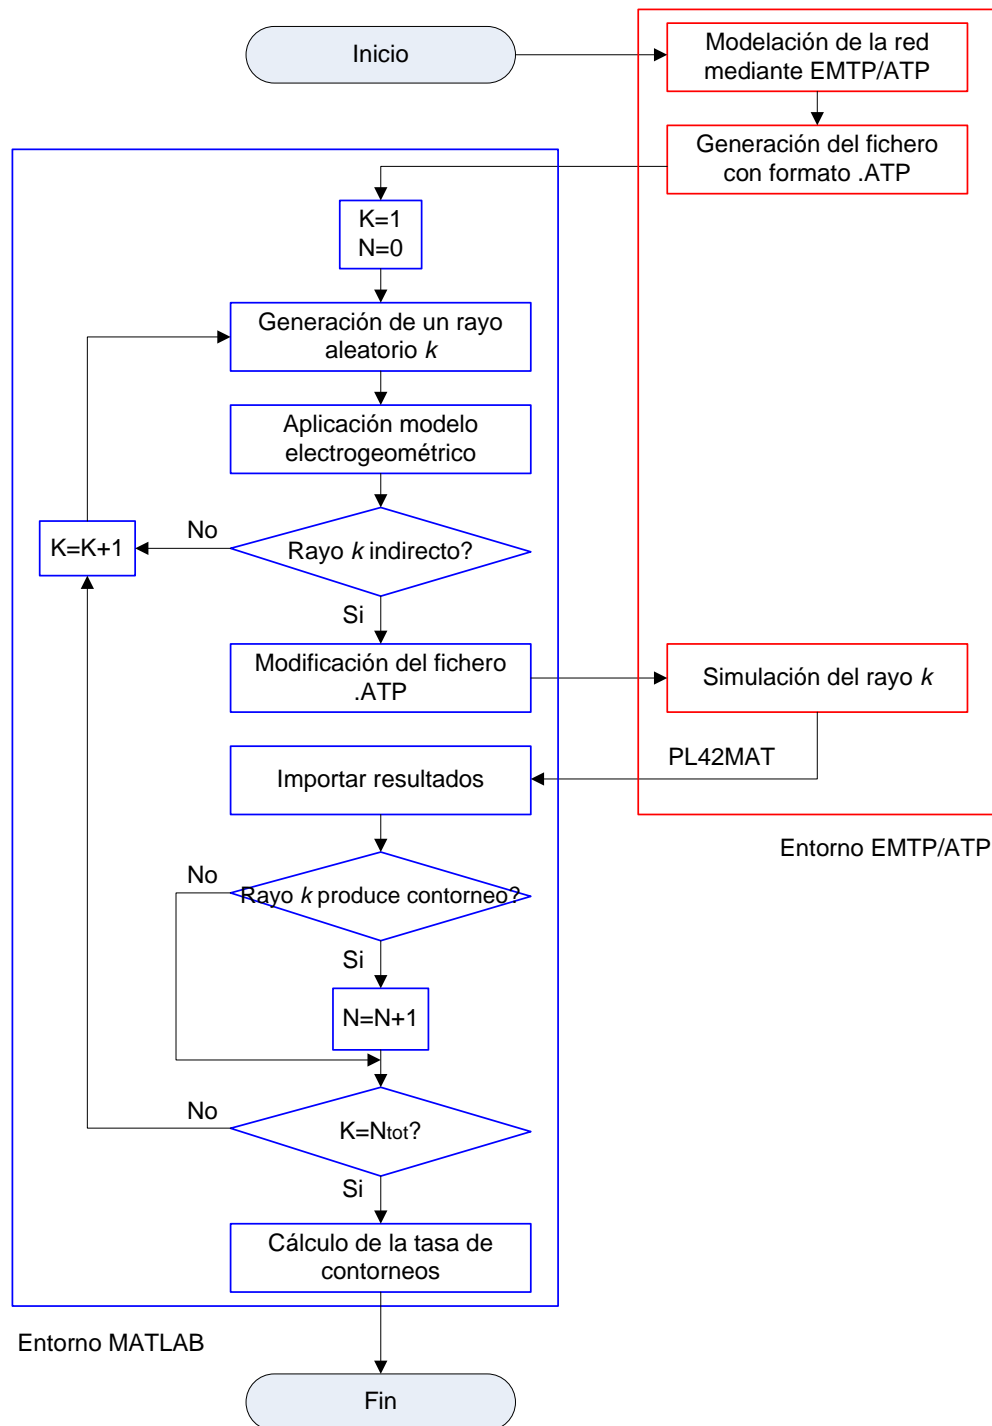 Inicio
Modelación de la red
mediante EMTP/ATP
Generación del fichero
con formato .ATP
K=1
N=0
Generación de un rayo
aleatorio k
Aplicación modelo
electrogeométrico
No
K=K+1
Rayo k indirecto?
Si
Modificación del fichero
.ATP
Simulación del rayo k
PL42MAT
Importar resultados
Entorno EMTP/ATP
No
Rayo k produce contorneo?
Si
N=N+1
No
K=Ntot?
Si
Cálculo de la tasa de
contorneos
Entorno MATLAB
Fin